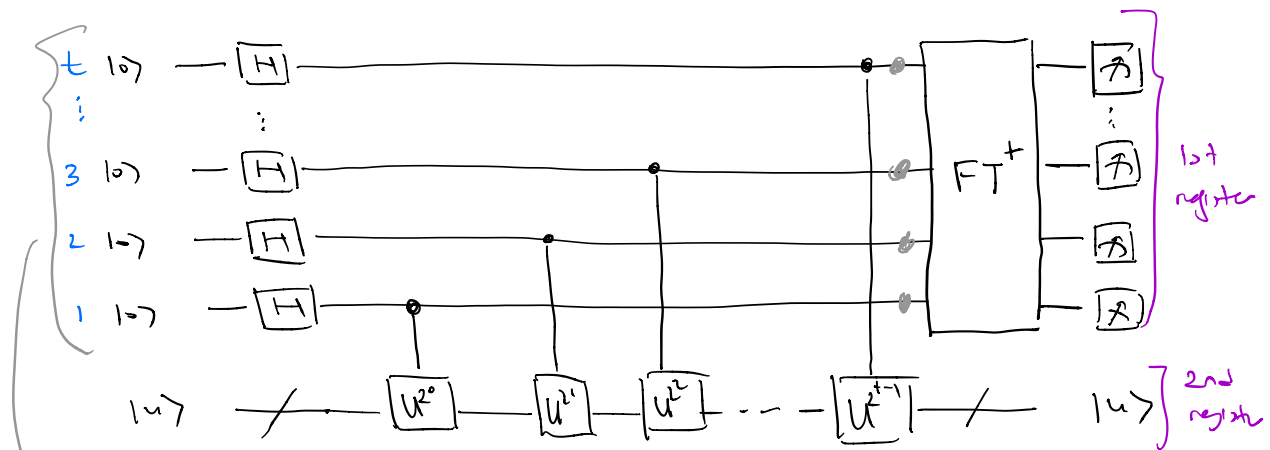 t |0⟩ H
⋮ ⋮ ⋮
3 |0⟩ H FT† 1st register
2 |0⟩ H
1 |0⟩ H
|u⟩ U^{2^0} U^{2^1} U^{2^2} --- U^{2^{t-1}} |u⟩ 2nd register